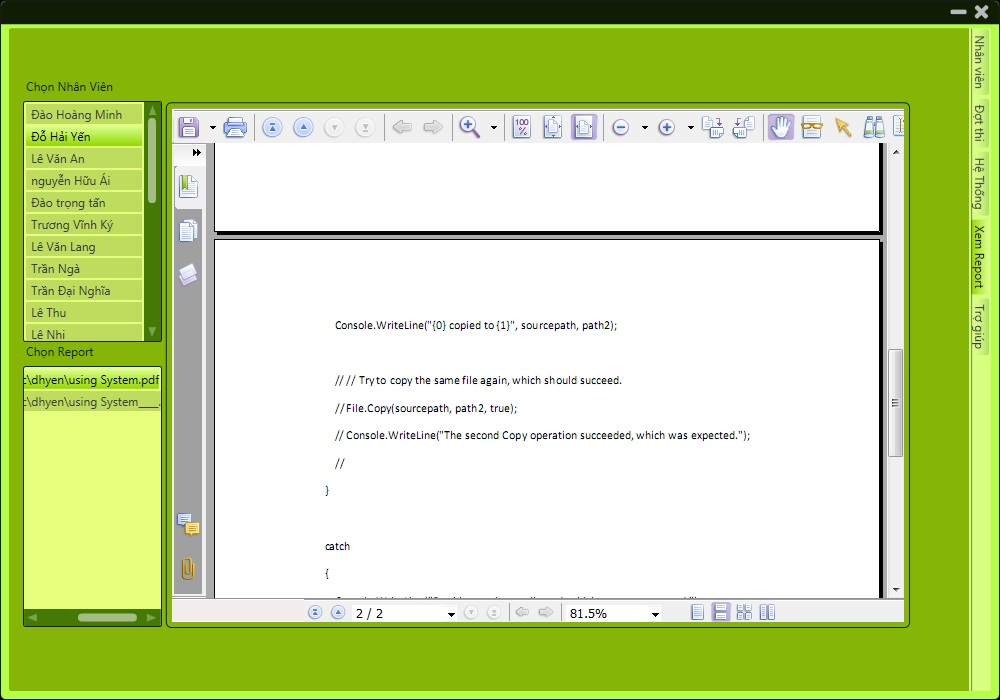 Chọn Nhân Viên
Đào Hoàng Minh
Đỗ Hải Yến
Lê Văn An
nguyễn Hữu Ái
Đào trọng tấn
Trương Vĩnh Ký
Lê Văn Lang
Trần Ngà
Trần Đại Nghĩa
Lê Thu
Lê Nhi
Chọn Report
c:\dhyen\using System.pdf
c:\dhyen\using System____.
100 %
Console.WriteLine("{0} copied to {1}", sourcepath, path2);
// // Try to copy the same file again, which should succeed.
//File.Copy(sourcepath, path2, true);
// Console.WriteLine("The second Copy operation succeeded, which was expected.");
//
}
catch
{
2 / 2
81.5%
Nhân viên
Đợt thi
Hệ Thống
Xem Report
Trợ giúp